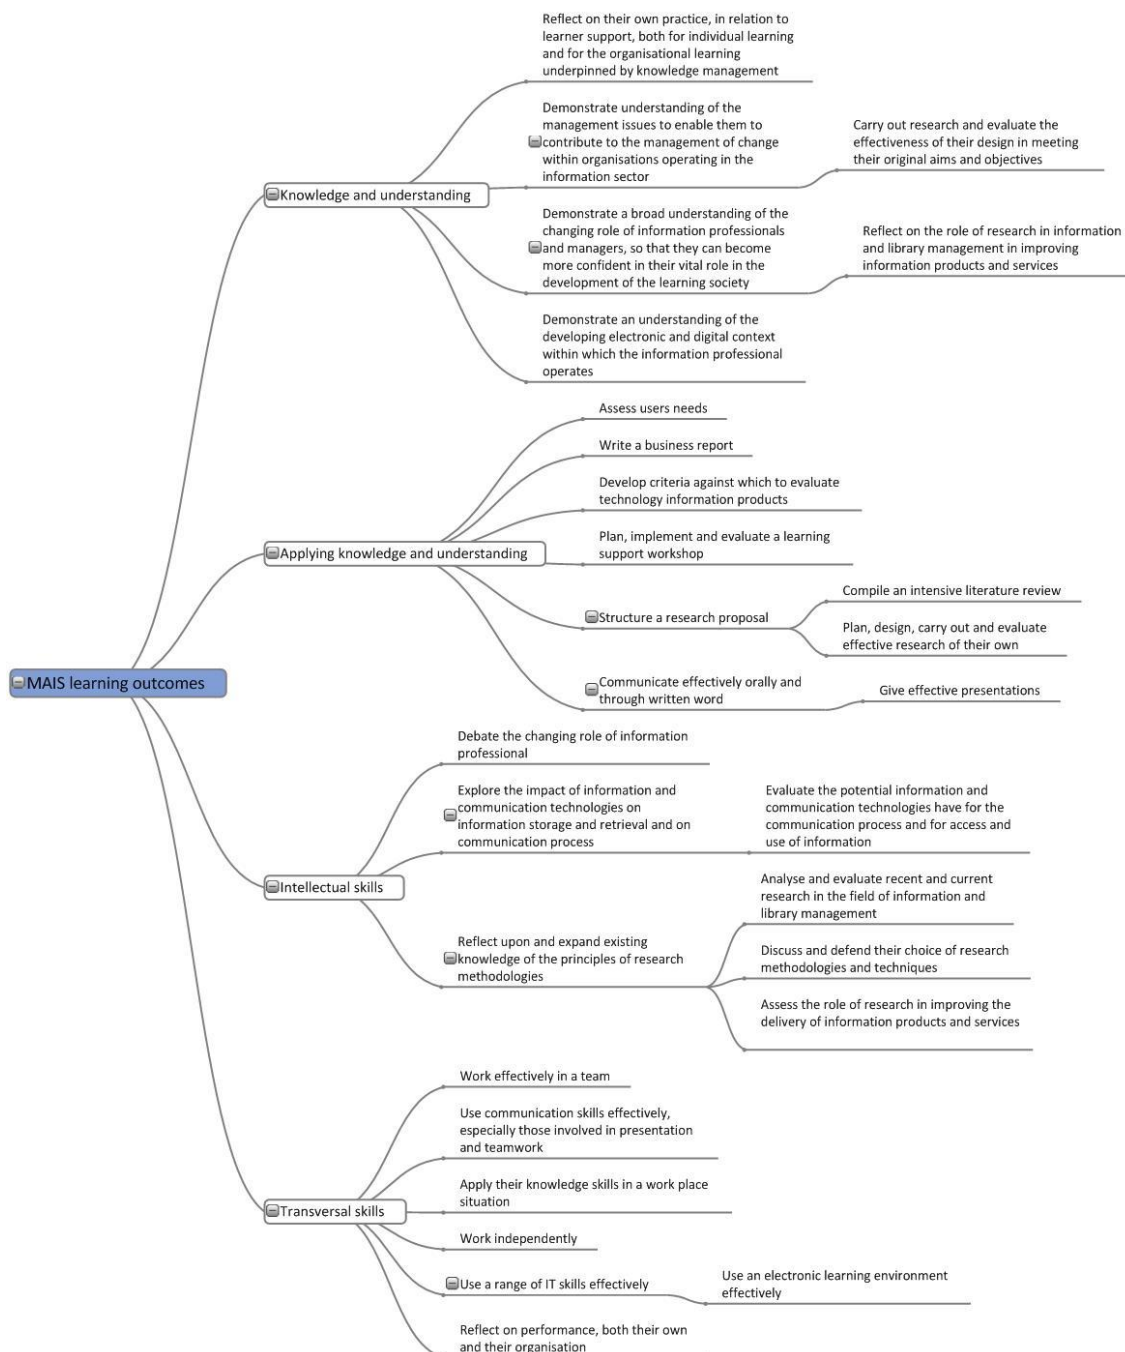 Reflect on their own practice, in relation to
learner support, both for individual learning
and for the organisational learning
underpinned by knowledge management
Demonstrate understanding of the
management issues to enable them to
contribute to the management of change
within organisations operating in the
information sector
Carry out research and evaluate the
effectiveness of their design in meeting
their original aims and objectives
Knowledge and understanding
Demonstrate a broad understanding of the
changing role of information professionals
and managers, so that they can become
more confident in their vital role in the
development of the learning society
Reflect on the role of research in information
and library management in improving
information products and services
Demonstrate an understanding of the
developing electronic and digital context
within which the information professional
operates
Assess users needs
Write a business report
Develop criteria against which to evaluate
technology information products
Applying knowledge and understanding
Plan, implement and evaluate a learning
support workshop
Structure a research proposal
Compile an intensive literature review
Plan, design, carry out and evaluate
effective research of their own
Communicate effectively orally and
through written word
Give effective presentations
MAIS learning outcomes
Debate the changing role of information
professional
Explore the impact of information and
communication technologies on
information storage and retrieval and on
communication process
Evaluate the potential information and
communication technologies have for the
communication process and for access and
use of information
Intellectual skills
Reflect upon and expand existing
knowledge of the principles of research
methodologies
Analyse and evaluate recent and current
research in the field of information and
library management
Discuss and defend their choice of research
methodologies and techniques
Assess the role of research in improving the
delivery of information products and services
Work effectively in a team
Use communication skills effectively,
especially those involved in presentation
and teamwork
Transversal skills
Apply their knowledge skills in a work place
situation
Work independently
Use a range of IT skills effectively
Use an electronic learning environment
effectively
Reflect on performance, both their own
and their organisation